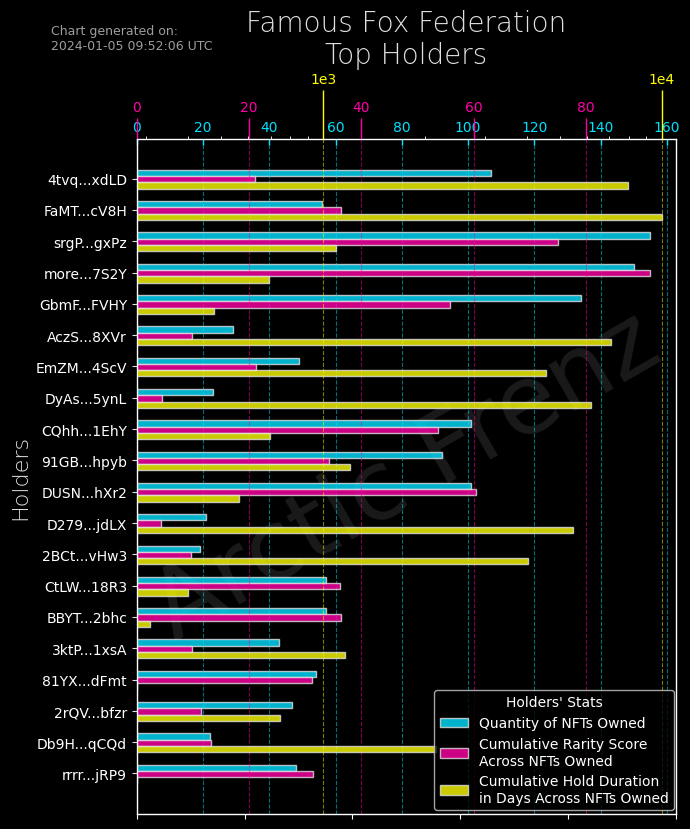 Chart generated on:
2024-01-05 09:52:06 UTC
Famous Fox Federation
Top Holders
1e3 1e4
0 20 40 60 80
0 20 40 60 80 100 120 140 160
Holders
4tvq...xdLD
FaMT...cV8H
srgP...gxPz
more...7S2Y
GbmF...FVHY
AczS...8XVr
EmZM...4ScV
DyAs...5ynL
CQhh...1EhY
91GB...hpyb
DUSN...hXr2
D279...jdLX
2BCt...vHw3
CtLW...18R3
BBYT...2bhc
3ktP...1xsA
81YX...dFmt
2rQV...bfzr
Db9H...qCQd
rrrr...jRP9
Arctic Frenz
Holders' Stats
Quantity of NFTs Owned
Cumulative Rarity Score
Across NFTs Owned
Cumulative Hold Duration
in Days Across NFTs Owned